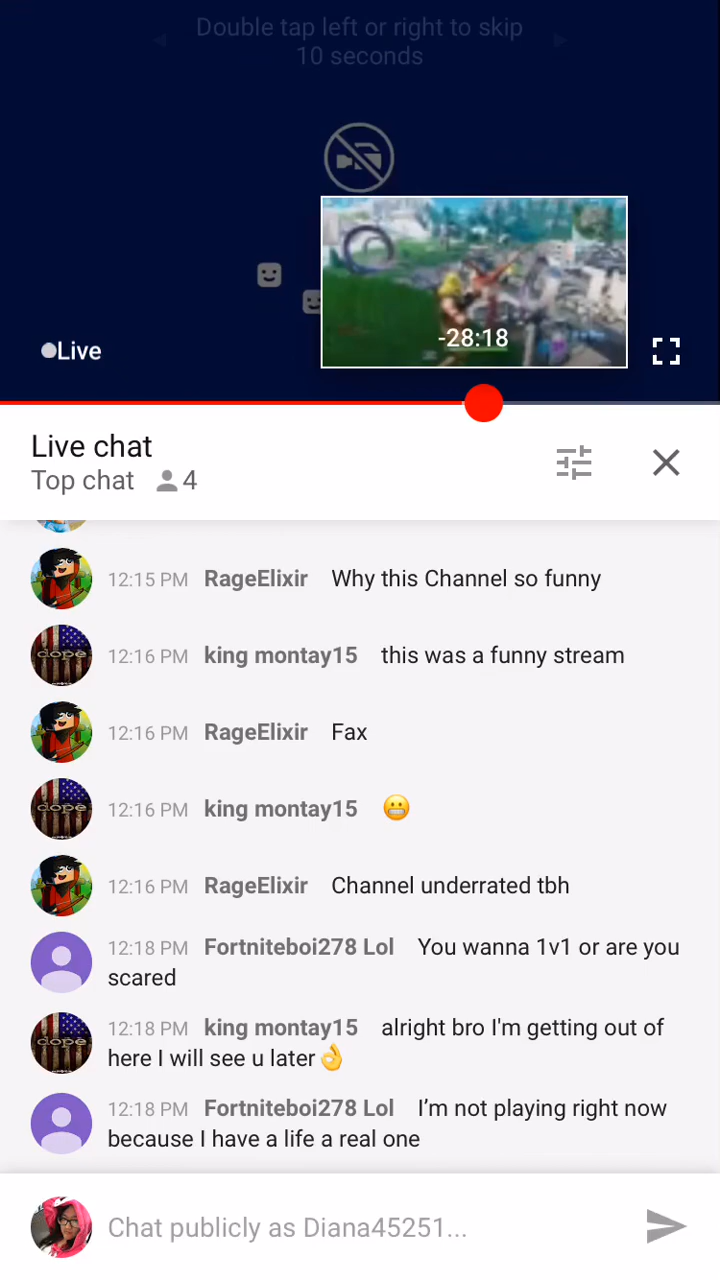 Double tap left or right to skip
10 seconds
-28:18
Live
Live chat
Top chat 4
12:15 PM RageElixir Why this Channel so funny
dope
12:16 PM king montay15 this was a funny stream
12:16 PM RageElixir Fax
dope
12:16 PM king montay15 😬
12:16 PM RageElixir Channel underrated tbh
12:18 PM Fortniteboi278 Lol You wanna 1v1 or are you
scared
dope
12:18 PM king montay15 alright bro I'm getting out of
here I will see u later👌
12:18 PM Fortniteboi278 Lol I’m not playing right now
because I have a life a real one
Chat publicly as Diana45251...